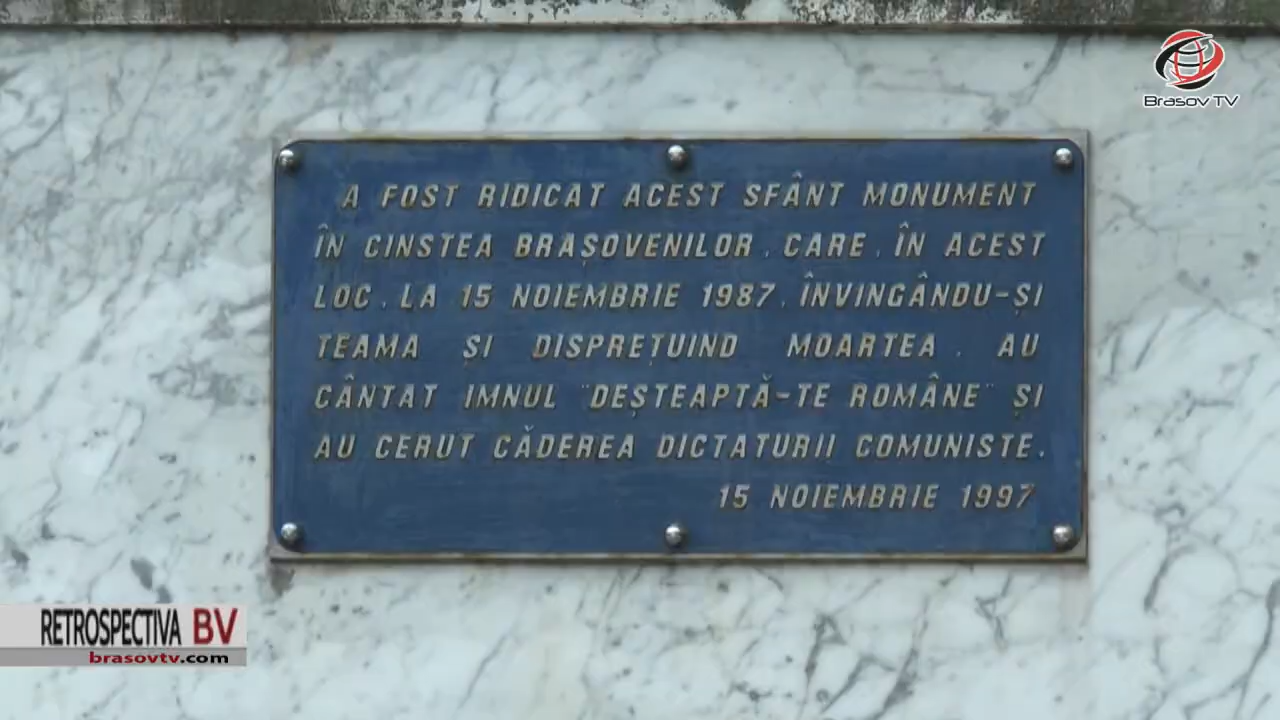 Brasov TV
A FOST RIDICAT ACEST SFÂNT MONUMENT
ÎN CINSTEA BRAȘOVENILOR, CARE, ÎN ACEST
LOC, LA 15 NOIEMBRIE 1987, ÎNVINGÂNDU-ȘI
TEAMA ȘI DISPREȚUIND MOARTEA, AU
CÂNTAT IMNUL "DEȘTEAPTĂ-TE ROMÂNE" ȘI
AU CERUT CĂDEREA DICTATURII COMUNISTE.
15 NOIEMBRIE 1997
RETROSPECTIVA BV
brasovtv.com